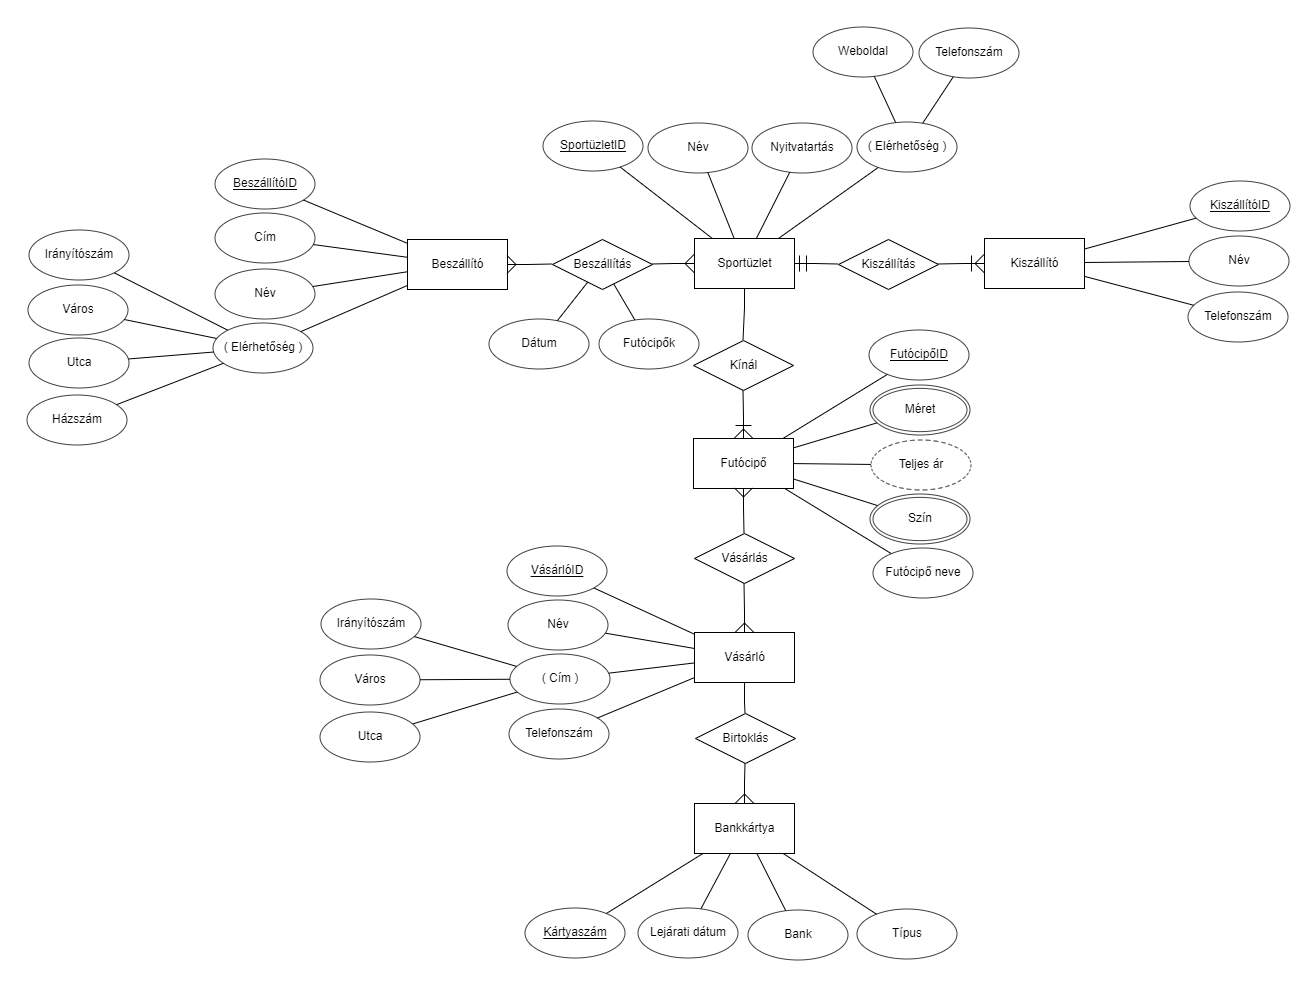 Weboldal
Telefonszám
SportüzletID
Név
Nyitvatartás
( Elérhetőség )
BeszállítóID
KiszállítóID
Cím
Irányítószám
Beszállító
Beszállítás
Sportüzlet
Kiszállítás
Kiszállító
Név
Név
Város
Telefonszám
( Elérhetőség )
Dátum
Futócipők
Utca
Kínál
FutócipőID
Házszám
Méret
Futócipő
Teljes ár
Szín
Vásárlás
VásárlóID
Futócipő neve
Irányítószám
Név
Vásárló
Város
( Cím )
Utca
Telefonszám
Birtoklás
Bankkártya
Kártyaszám
Lejárati dátum
Bank
Típus